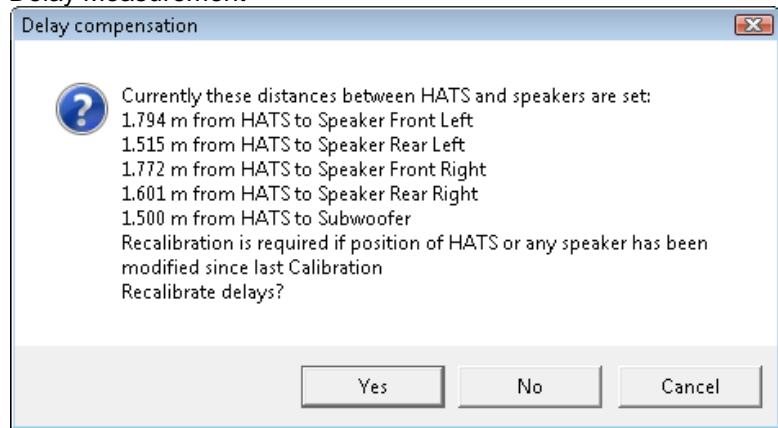 Delay measurement
Delay compensation
Currently these distances between HATS and speakers are set:
1.794 m from HATS to Speaker Front Left
1.515 m from HATS to Speaker Rear Left
1.772 m from HATS to Speaker Front Right
1.601 m from HATS to Speaker Rear Right
1.500 m from HATS to Subwoofer
Recalibration is required if position of HATS or any speaker has been
modified since last Calibration
Recalibrate delays?
Yes No Cancel